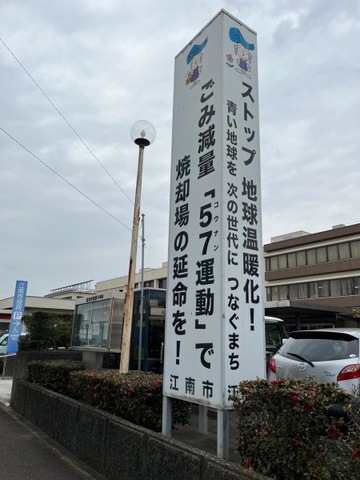 ストップ 地球温暖化!
青い地球を 次の世代に つなぐまち
江
ごみ減量「57運動」で
コウナン
焼却場の延命を!
江南市